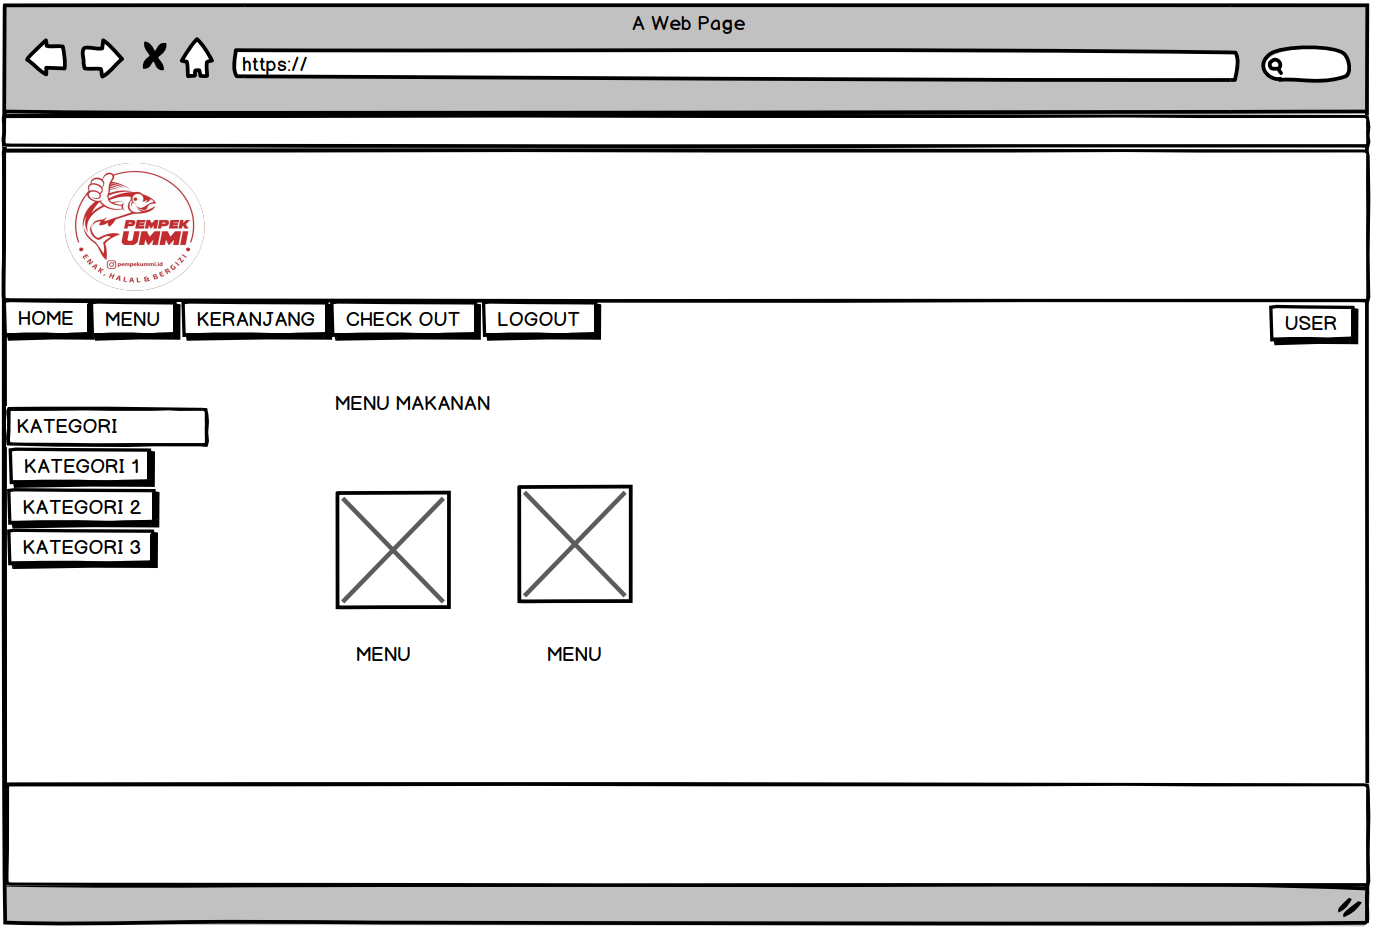 A Web Page
https://
PEMPEK
UMMI
pempekummi.id
ENAK, HALAL & BERGIZI
HOME MENU KERANJANG CHECK OUT LOGOUT USER
MENU MAKANAN
KATEGORI
KATEGORI 1
KATEGORI 2
KATEGORI 3
MENU MENU